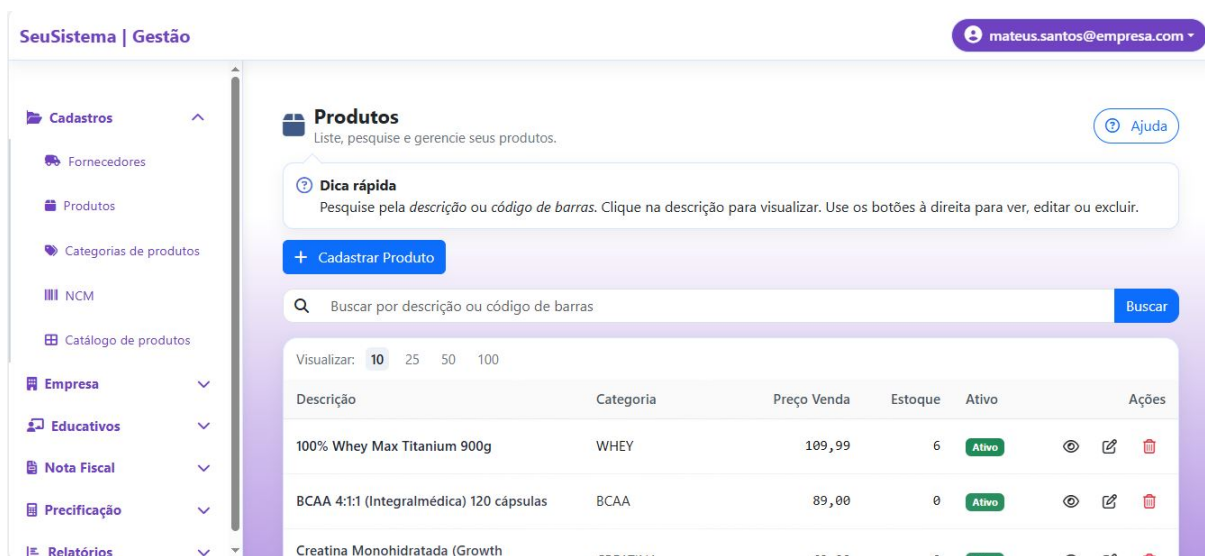 SeuSistema | Gestão
mateus.santos@empresa.com
Cadastros
Fornecedores
Produtos
Categorias de produtos
NCM
Catálogo de produtos
Empresa
Educativos
Nota Fiscal
Precificação
Relatórios
Produtos
Liste, pesquise e gerencie seus produtos.
Ajuda
Dica rápida
Pesquise pela descrição ou código de barras. Clique na descrição para visualizar. Use os botões à direita para ver, editar ou excluir.
+ Cadastrar Produto
Buscar por descrição ou código de barras
Buscar
Visualizar: 10 25 50 100
Descrição Categoria Preço Venda Estoque Ativo Ações
100% Whey Max Titanium 900g WHEY 109,99 6 Ativo
BCAA 4:1:1 (Integralmédica) 120 cápsulas BCAA 89,00 0 Ativo
Creatina Monohidratada (Growth